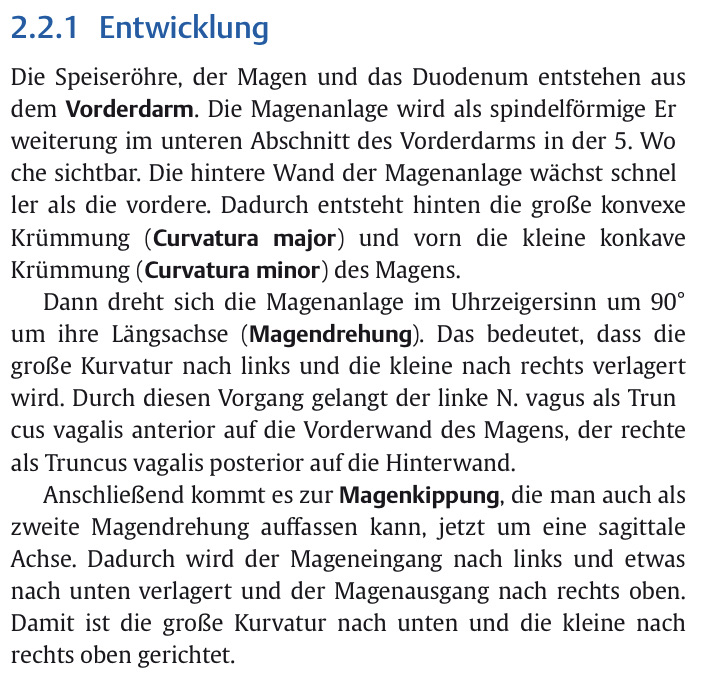 2.2.1 Entwicklung
Die Speiseröhre, der Magen und das Duodenum entstehen aus
dem Vorderdarm. Die Magenanlage wird als spindelförmige Er
weiterung im unteren Abschnitt des Vorderdarms in der 5. Wo
che sichtbar. Die hintere Wand der Magenanlage wächst schnel
ler als die vordere. Dadurch entsteht hinten die große konvexe
Krümmung (Curvatura major) und vorn die kleine konkave
Krümmung (Curvatura minor) des Magens.
Dann dreht sich die Magenanlage im Uhrzeigersinn um 90°
um ihre Längsachse (Magendrehung). Das bedeutet, dass die
große Kurvatur nach links und die kleine nach rechts verlagert
wird. Durch diesen Vorgang gelangt der linke N. vagus als Trun
cus vagalis anterior auf die Vorderwand des Magens, der rechte
als Truncus vagalis posterior auf die Hinterwand.
Anschließend kommt es zur Magenkippung, die man auch als
zweite Magendrehung auffassen kann, jetzt um eine sagittale
Achse. Dadurch wird der Mageneingang nach links und etwas
nach unten verlagert und der Magenausgang nach rechts oben.
Damit ist die große Kurvatur nach unten und die kleine nach
rechts oben gerichtet.